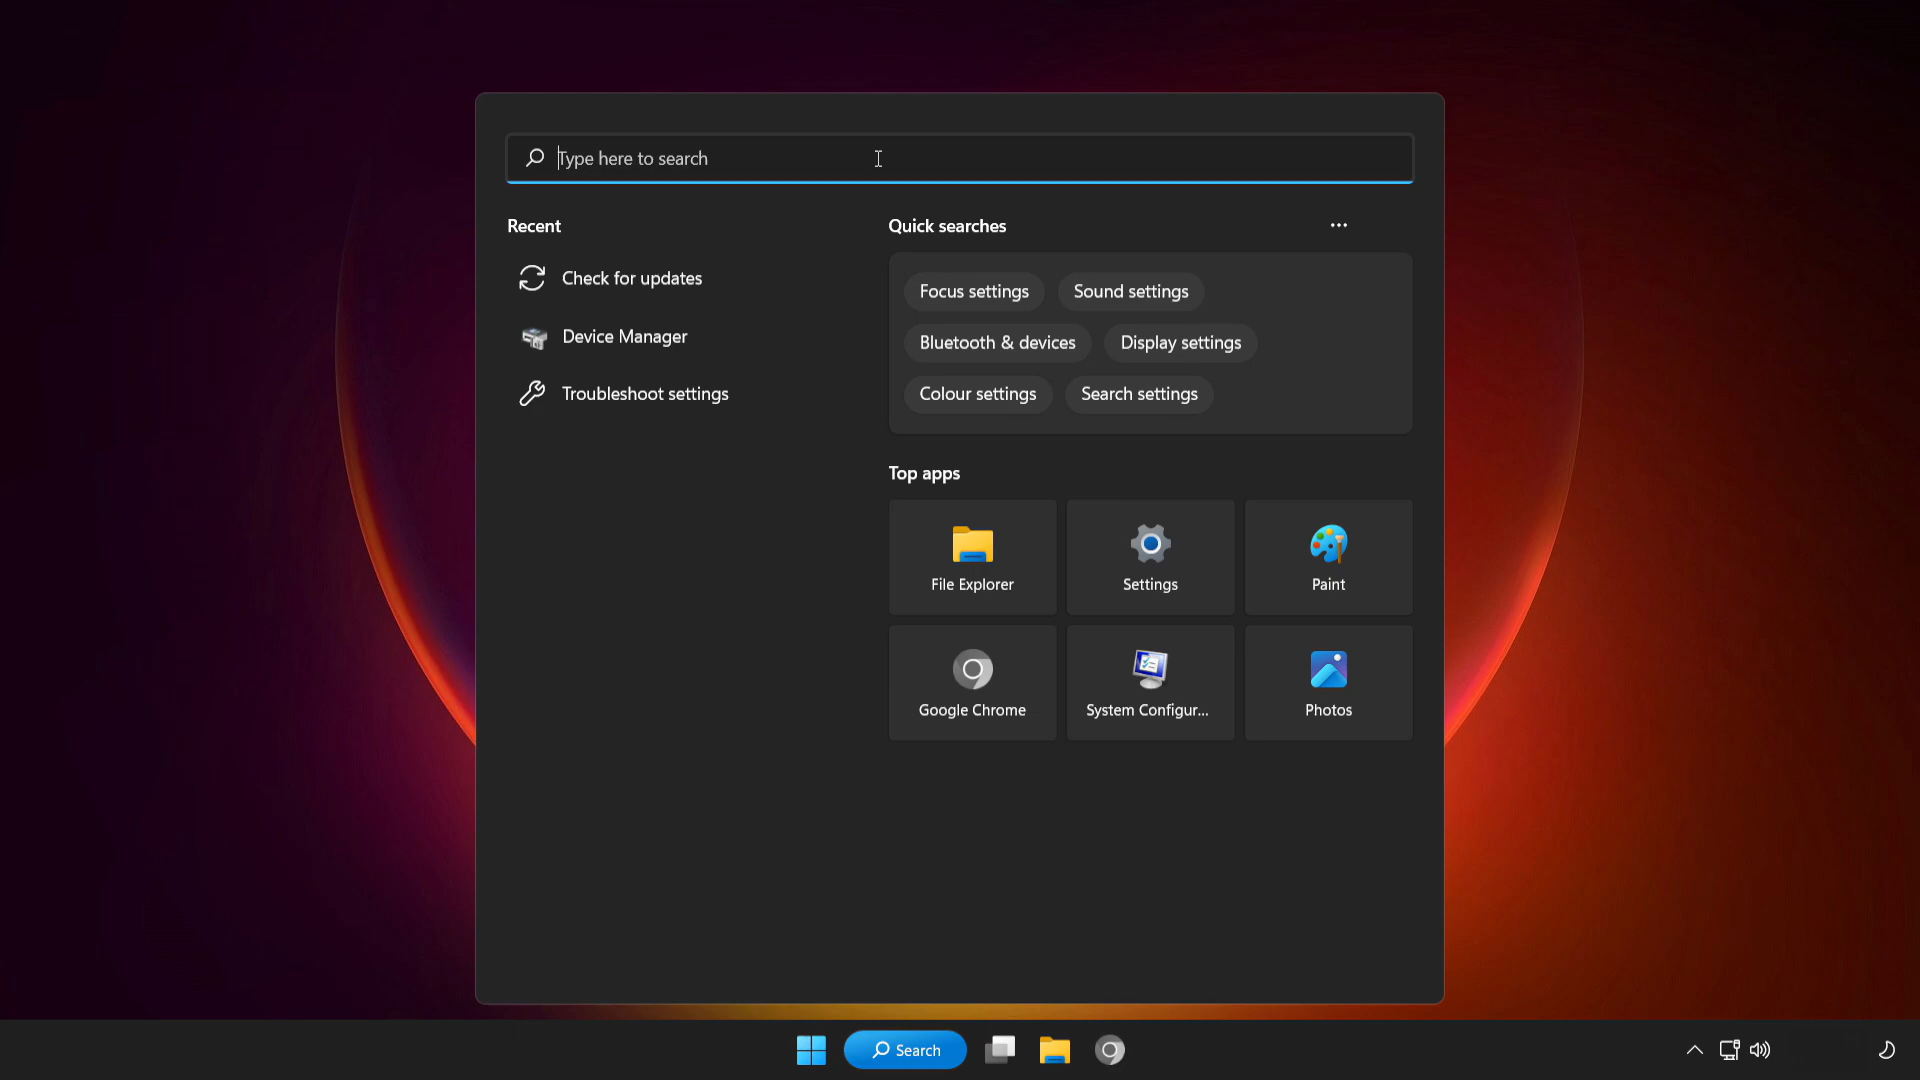 Type here to search
Recent
Quick searches
Check for updates
Device Manager
Troubleshoot settings
Focus settings
Sound settings
Bluetooth & devices
Display settings
Colour settings
Search settings
Top apps
File Explorer
Settings
Paint
Google Chrome
System Configur...
Photos
Search